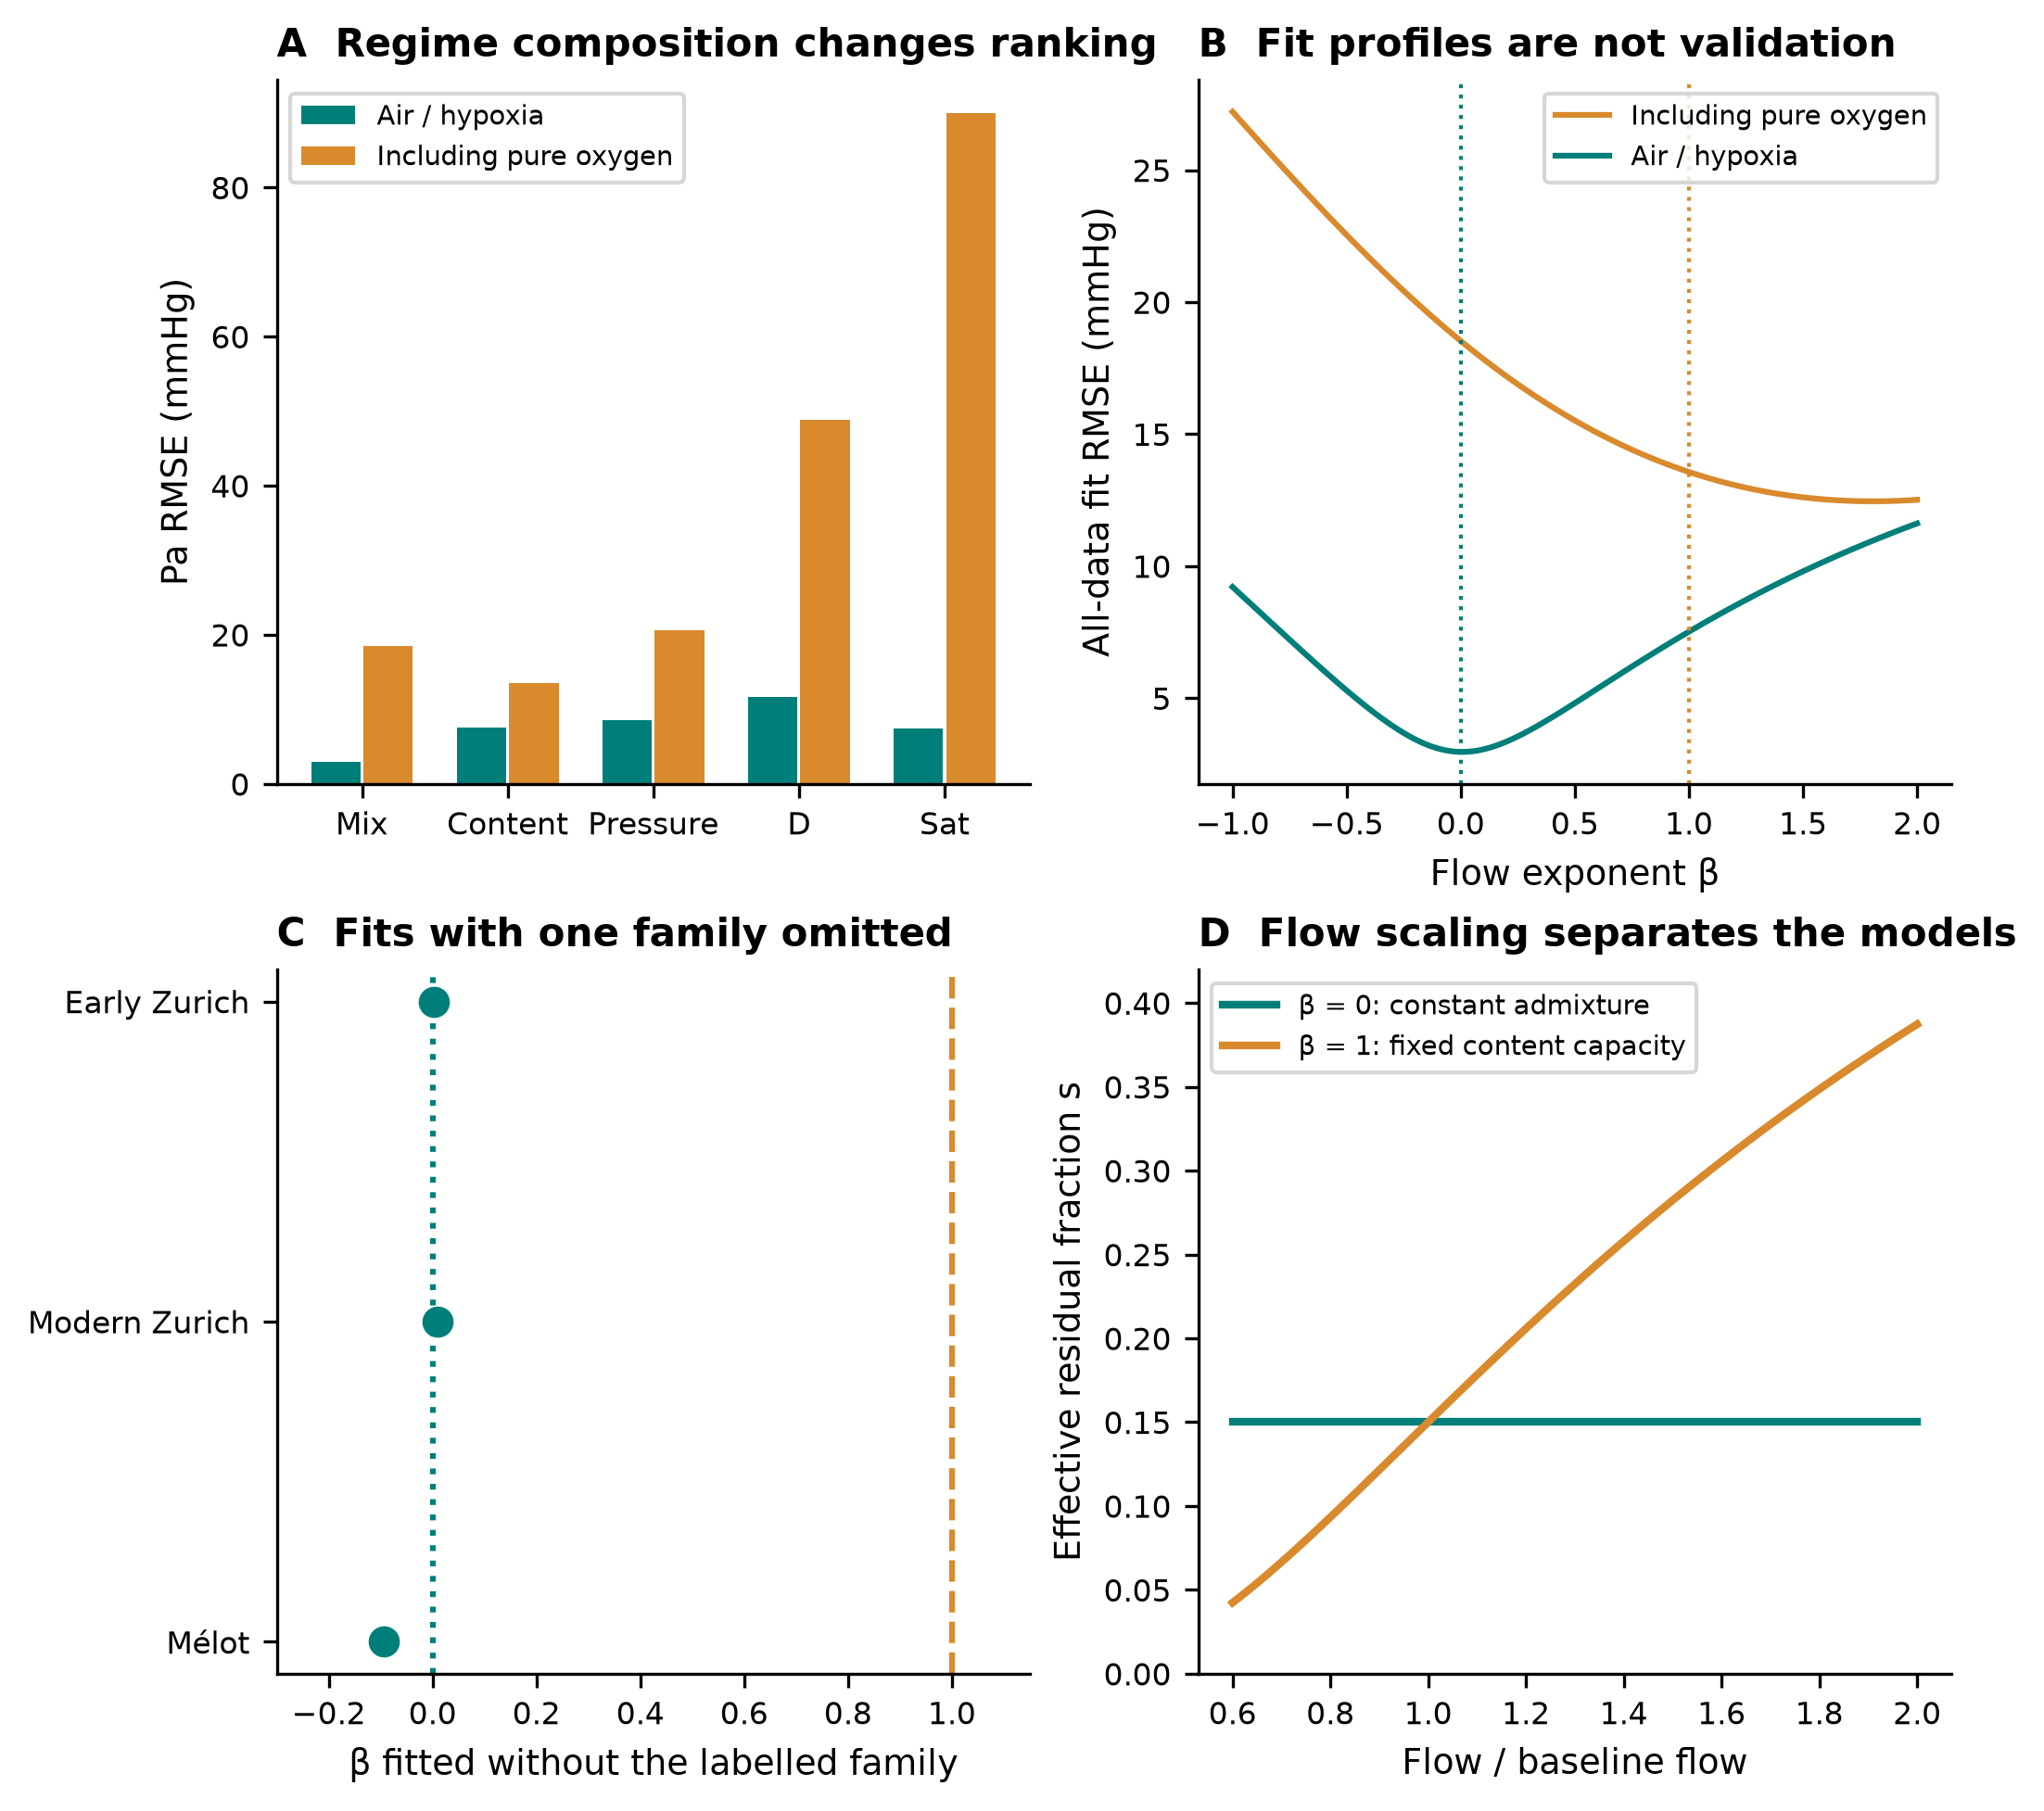 A Regime composition changes ranking
Air / hypoxia
Including pure oxygen
Pa RMSE (mmHg)
80
60
40
20
0
Mix
Content
Pressure
D
Sat
B Fit profiles are not validation
Including pure oxygen
Air / hypoxia
All-data fit RMSE (mmHg)
25
20
15
10
5
−1.0
−0.5
0.0
0.5
1.0
1.5
2.0
Flow exponent β
C Fits with one family omitted
Early Zurich
Modern Zurich
Mélot
−0.2
0.0
0.2
0.4
0.6
0.8
1.0
β fitted without the labelled family
D Flow scaling separates the models
β = 0: constant admixture
β = 1: fixed content capacity
Effective residual fraction s
0.40
0.35
0.30
0.25
0.20
0.15
0.10
0.05
0.00
0.6
0.8
1.0
1.2
1.4
1.6
1.8
2.0
Flow / baseline flow